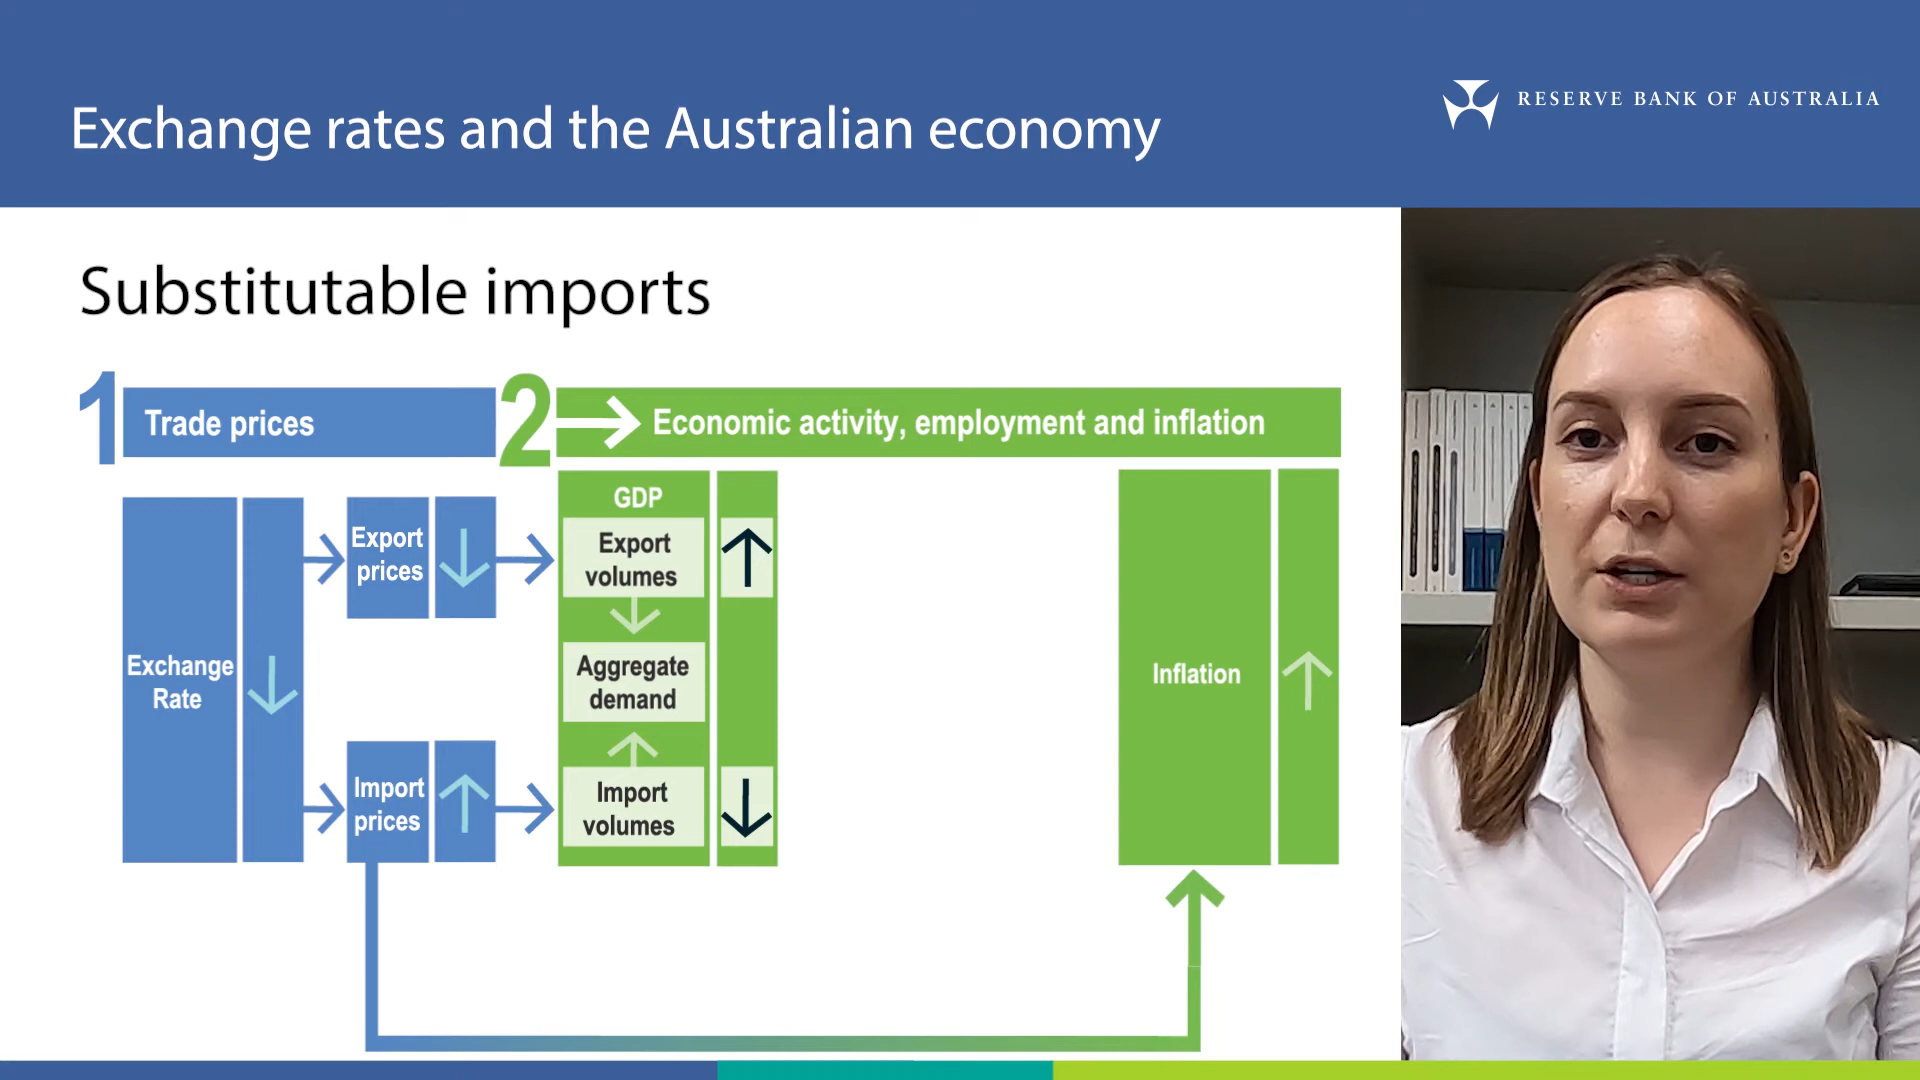 Exchange rates and the Australian economy
RESERVE BANK OF AUSTRALIA
Substitutable imports
1
Trade prices
2
Economic activity, employment and inflation
Exchange
Rate
Export
prices
Import
prices
GDP
Export
volumes
Aggregate
demand
Import
volumes
Inflation